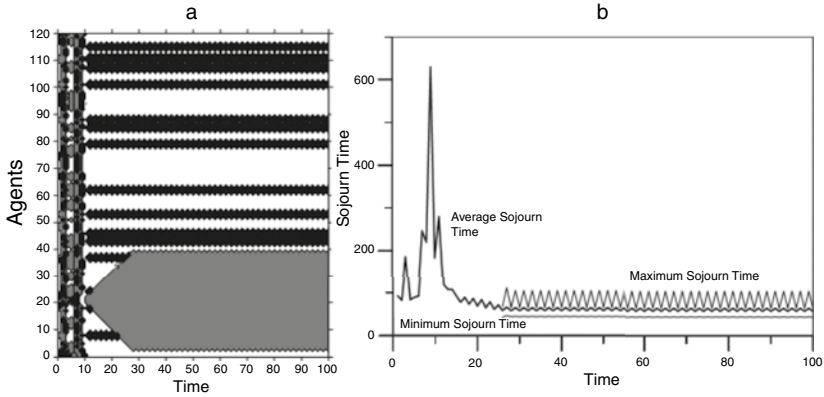 a
120
110
100
90
80
70
60
50
40
30
20
10
0
Agents
0 10 20 30 40 50 60 70 80 90 100
Time
b
600
400
200
0
Sojourn Time
Average Sojourn
Time
Maximum Sojourn Time
Minimum Sojourn Time
0 20 40 60 80 100
Time